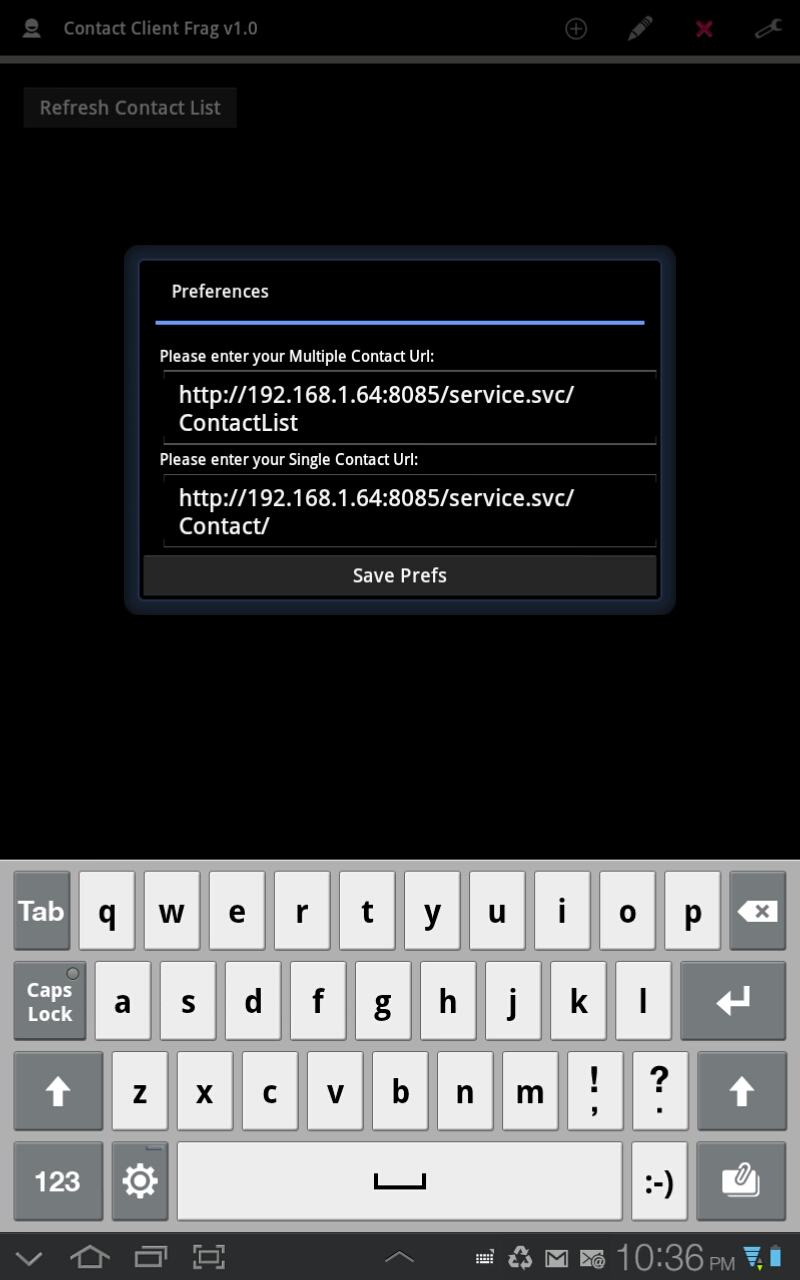 Contact Client Frag v1.0
Refresh Contact List
Preferences
Please enter your Multiple Contact Url:
http://192.168.1.64:8085/service.svc/
ContactList
Please enter your Single Contact Url:
http://192.168.1.64:8085/service.svc/
Contact/
Save Prefs
Tab q w e r t y u i o p
Caps
Lock a s d f g h j k l
z x c v b n m ! , ? .
123 :-)
10:36 PM